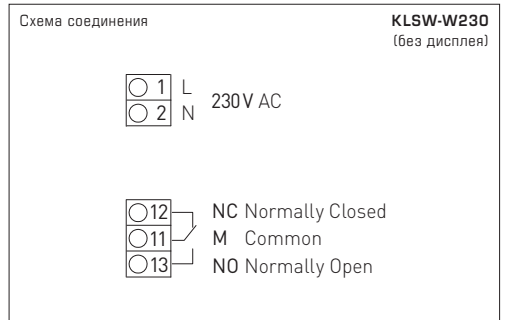 Схема соединения KLSW-W230
(без дисплея)
1 L 230 V AC
2 N
12 NC Normally Closed
11 M Common
13 NO Normally Open